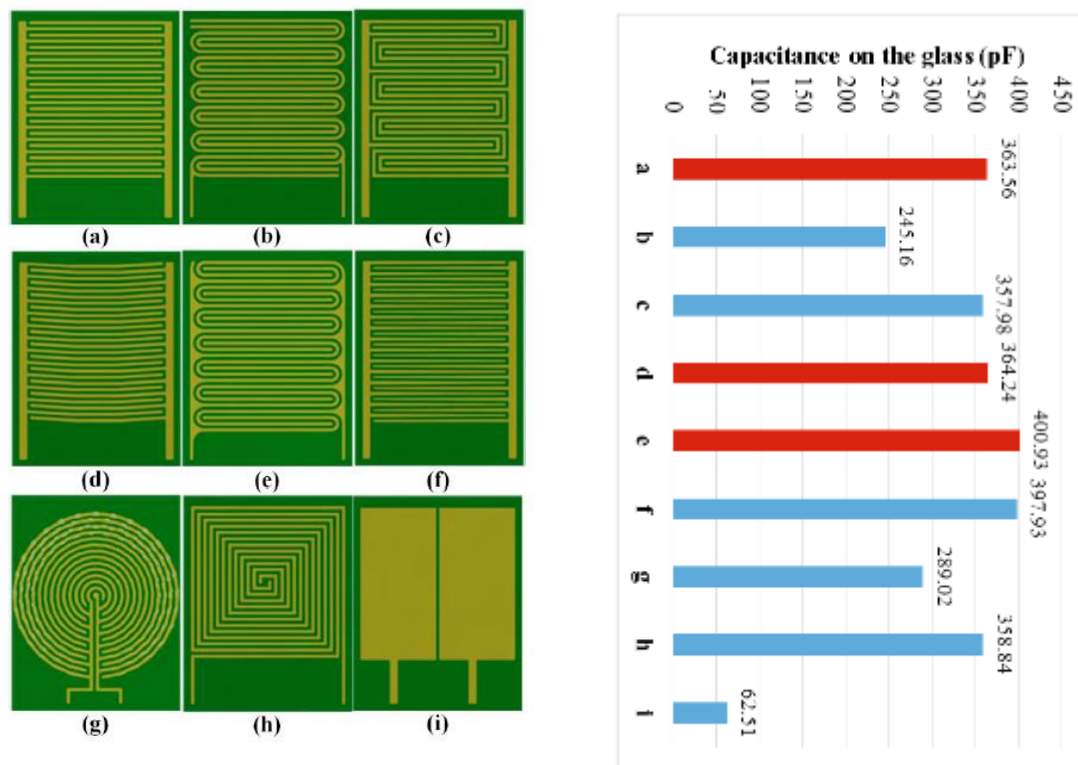 (a)
(b)
(c)
(d)
(e)
(f)
(g)
(h)
(i)
Capacitance on the glass (pF)
0
50
100
150
200
250
300
350
400
450
363.56
245.16
357.98
364.24
400.93
397.93
289.02
358.84
62.51
a
b
c
d
e
f
g
h
i